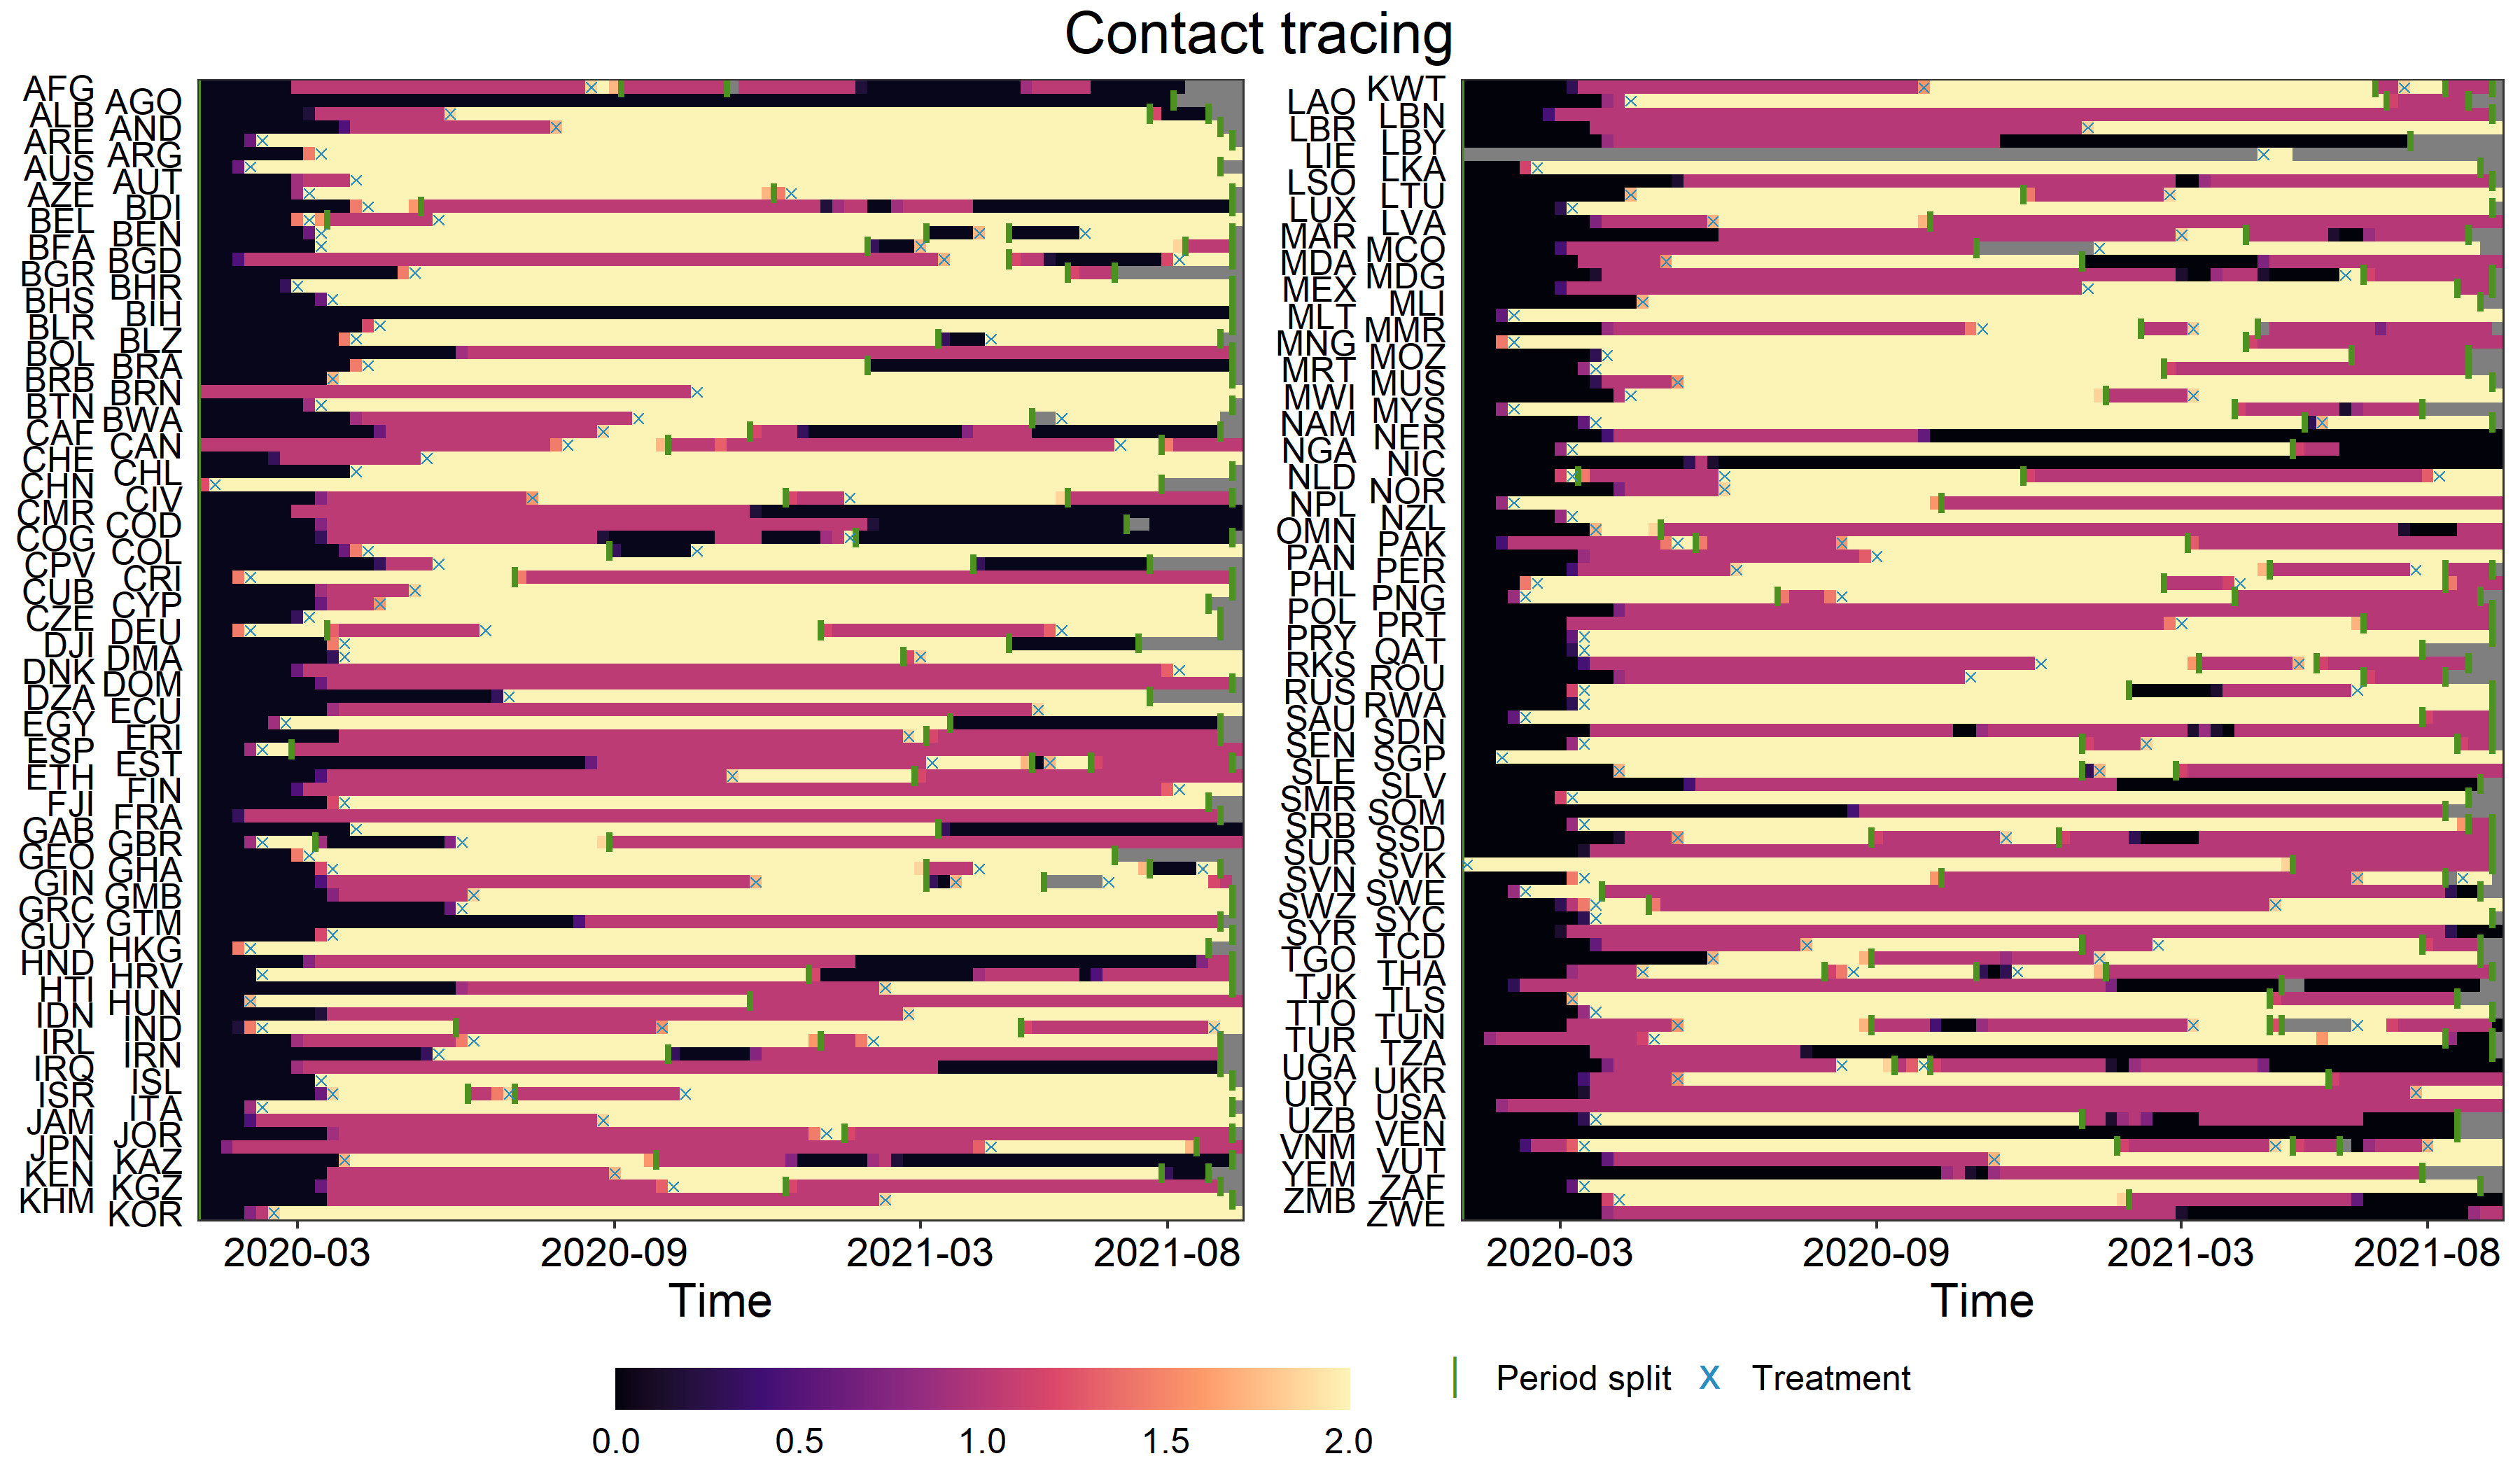 Contact tracing
AFG AGO
ALB AND
ARE ARG
AUS AUT
AZE BDI
BEL BEN
BFA BGD
BGR BHR
BHS BIH
BLR BLZ
BOL BRA
BRB BRN
BTN BWA
CAF CAN
CHE CHL
CHN CIV
CMR COD
COG COL
CPV CRI
CUB CYP
CZE DEU
DJI DMA
DNK DOM
DZA ECU
EGY ERI
ESP EST
ETH FIN
FJI FRA
GAB GBR
GEO GHA
GIN GMB
GRC GTM
GUY HKG
HND HRV
HTI HUN
IDN IND
IRL IRN
IRQ ISL
ISR ITA
JAM JOR
JPN KAZ
KEN KGZ
KHM KOR
2020-03 2020-09 2021-03 2021-08
Time
KWT
LAO LBN
LBR LBY
LIE LKA
LSO LTU
LUX LVA
MAR MCO
MDA MDG
MEX MLI
MLT MMR
MNG MOZ
MRT MUS
MWI MYS
NAM NER
NGA NIC
NLD NOR
NPL NZL
OMN PAK
PAN PER
PHL PNG
POL PRT
PRY QAT
RKS ROU
RUS RWA
SAU SDN
SEN SGP
SLE SLV
SMR SOM
SRB SSD
SUR SVK
SVN SWE
SWZ SYC
SYR TCD
TGO THA
TJK TLS
TTO TUN
TUR TZA
UGA UKR
URY USA
UZB VEN
VNM VUT
YEM ZAF
ZMB ZWE
2020-03 2020-09 2021-03 2021-08
Time
0.0 0.5 1.0 1.5 2.0
Period split x Treatment